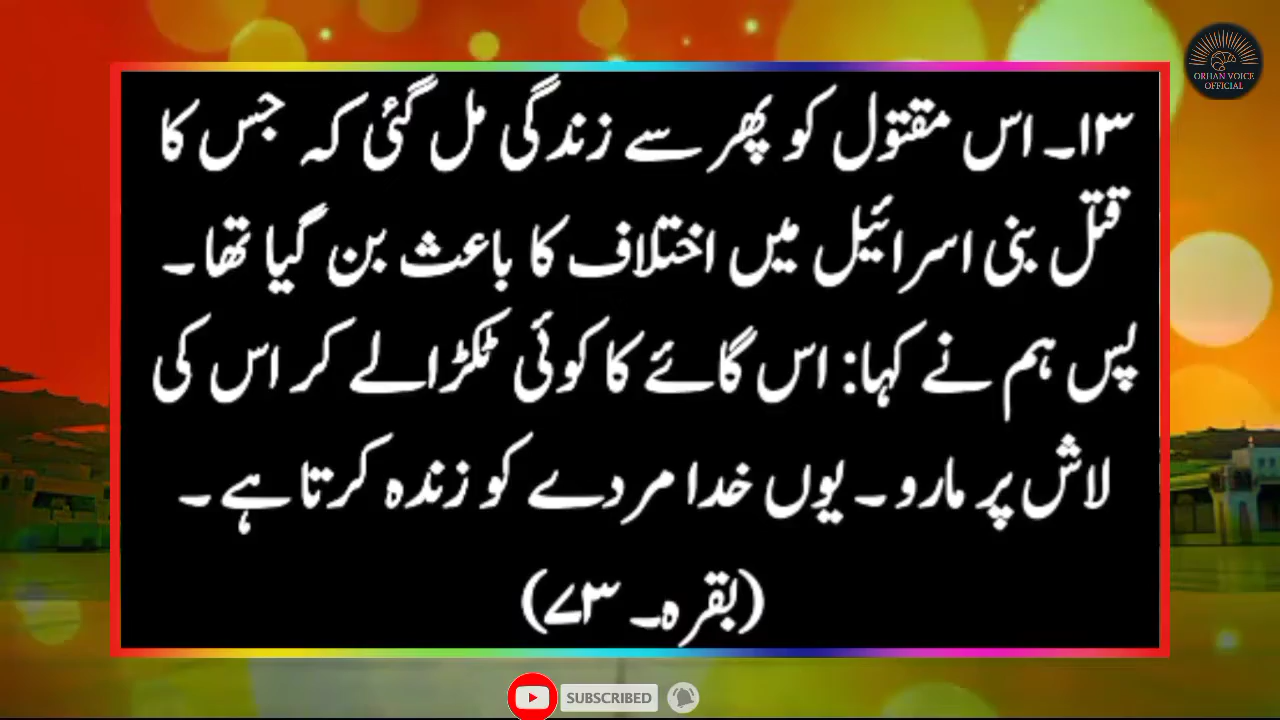 ORHAN VOICE
OFFICIAL
۱۳۔ اس مقتول کو پھر سے زندگی مل گئی کہ جس کا
قتل بنی اسرائیل میں اختلاف کا باعث بن گیا تھا۔
پس ہم نے کہا: اس گائے کا کوئی ٹکڑا لے کر اس کی
لاش پر مارو۔ یوں خدا مردے کو زندہ کرتا ہے۔
(بقرہ۔ ۷۳)
SUBSCRIBED